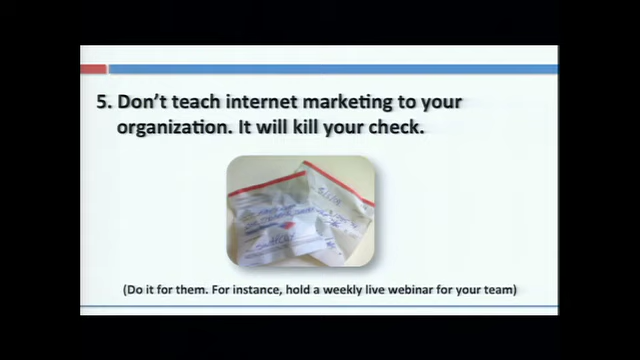 5. Don't teach internet marketing to your
organization. It will kill your check.
(Do it for them. For instance, hold a weekly live webinar for your team)